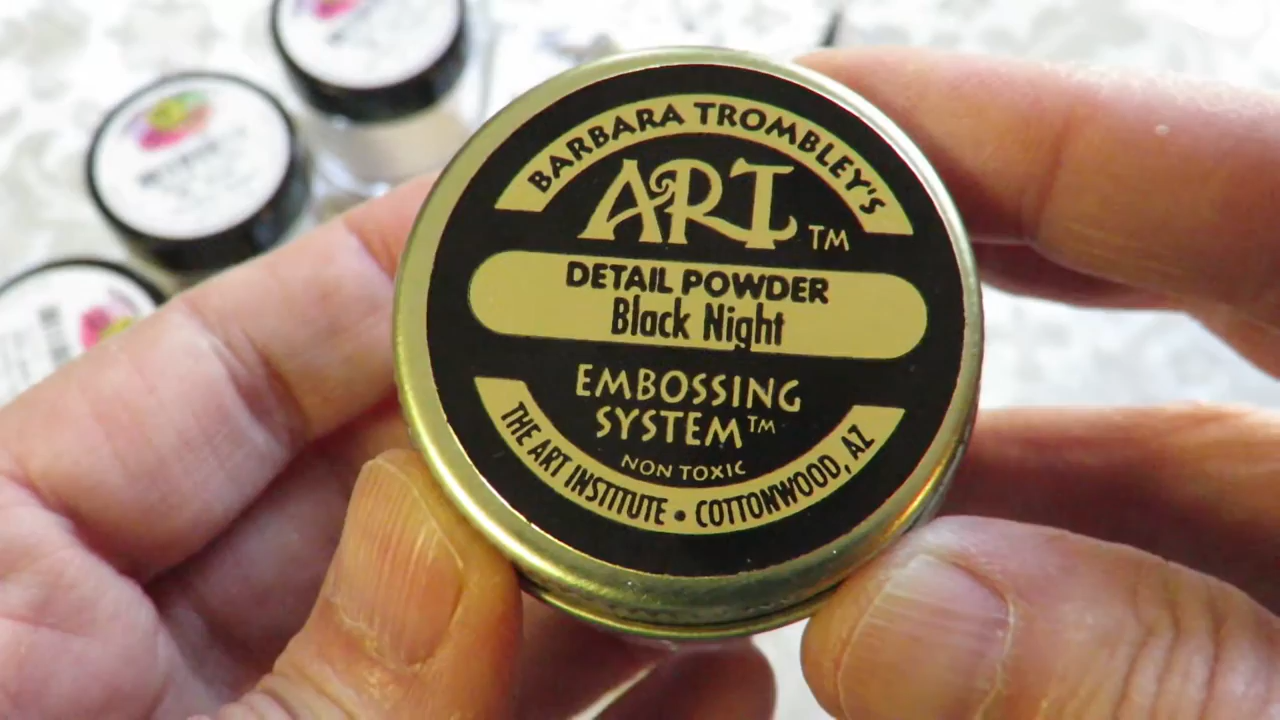 BARBARA TROMBLEY'S
ART™
DETAIL POWDER
Black Night
EMBOSSING
SYSTEM™
NON TOXIC
THE ART INSTITUTE • COTTONWOOD, AZ